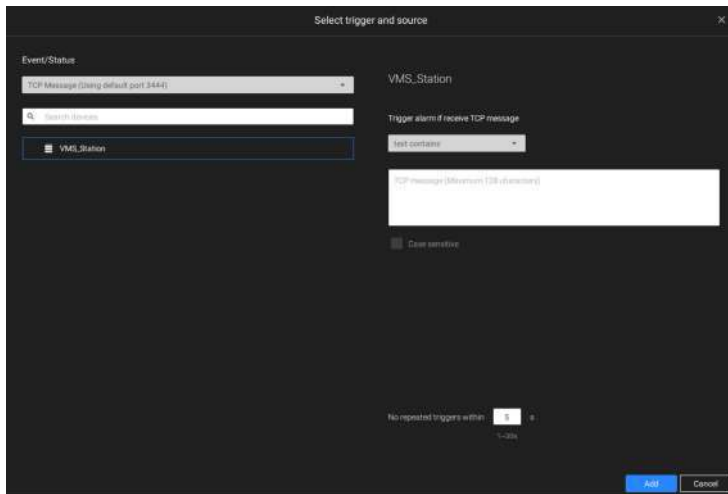 Select trigger and source
Event/Status
TCP Message (Using default port 3444)
Search devices
VMS_Station
VMS_Station
Trigger alarm if receive TCP message
text contains
TCP message (Minimum 128 characters)
Case sensitive
No repeated triggers within 5 s
1~30s
Add
Cancel